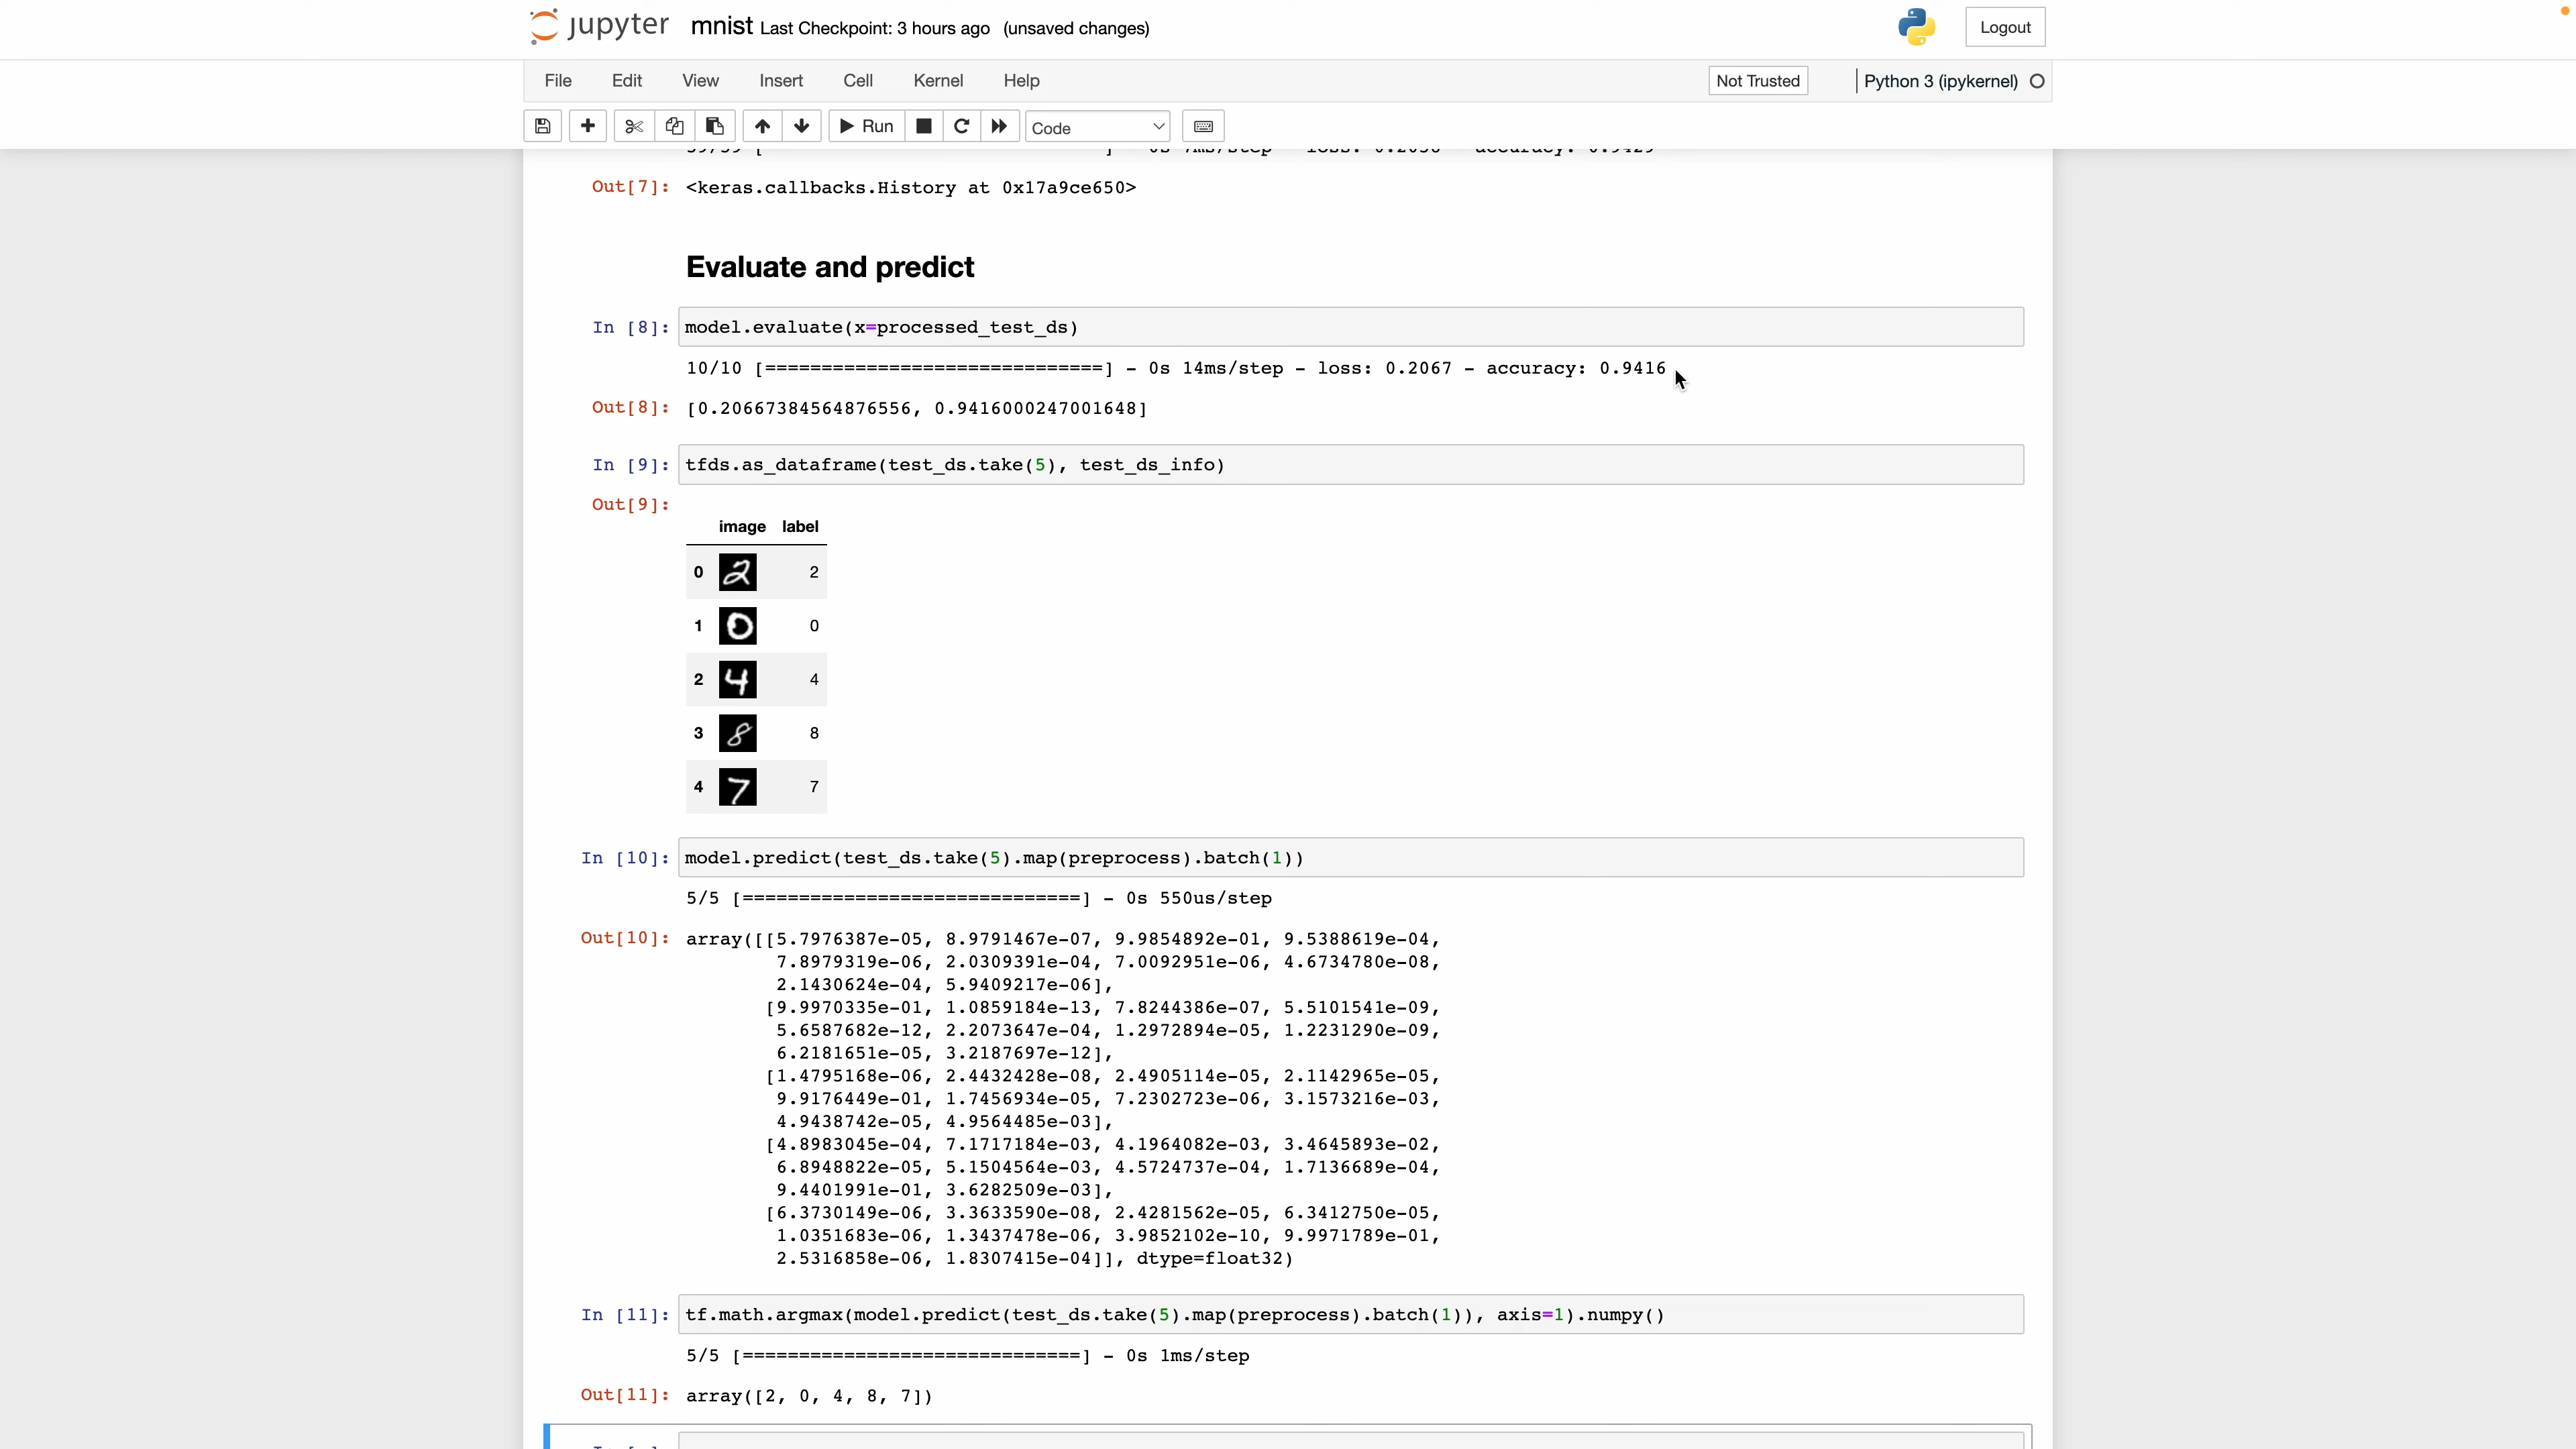 jupyter mnist Last Checkpoint: 3 hours ago (unsaved changes) Logout
File Edit View Insert Cell Kernel Help Not Trusted Python 3 (ipykernel)
Run Code
Out[7]: <keras.callbacks.History at 0x17a9ce650>
Evaluate and predict
In [8]: model.evaluate(x=processed_test_ds)
10/10 [==============================] - 0s 14ms/step - loss: 0.2067 - accuracy: 0.9416
Out[8]: [0.20667384564876556, 0.9416000247001648]
In [9]: tfds.as_dataframe(test_ds.take(5), test_ds_info)
Out[9]:
image label
0 2 2
1 0 0
2 4 4
3 8 8
4 7 7
In [10]: model.predict(test_ds.take(5).map(preprocess).batch(1))
5/5 [==============================] - 0s 550us/step
Out[10]: array([[5.7976387e-05, 8.9791467e-07, 9.9854892e-01, 9.5388619e-04,
7.8979319e-06, 2.0309391e-04, 7.0092951e-06, 4.6734780e-08,
2.1430624e-04, 5.9409217e-06],
[9.9970335e-01, 1.0859184e-13, 7.8244386e-07, 5.5101541e-09,
5.6587682e-12, 2.2073647e-04, 1.2972894e-05, 1.2231290e-09,
6.2181651e-05, 3.2187697e-12],
[1.4795168e-06, 2.4432428e-08, 2.4905114e-05, 2.1142965e-05,
9.9176449e-01, 1.7456934e-05, 7.2302723e-06, 3.1573216e-03,
4.9438742e-05, 4.9564485e-03],
[4.8983045e-04, 7.1717184e-03, 4.1964082e-03, 3.4645893e-02,
6.8948822e-05, 5.1504564e-03, 4.5724737e-04, 1.7136689e-04,
9.4401991e-01, 3.6282509e-03],
[6.3730149e-06, 3.3633590e-08, 2.4281562e-05, 6.3412750e-05,
1.0351683e-06, 1.3437478e-06, 3.9852102e-10, 9.9971789e-01,
2.5316858e-06, 1.8307415e-04]], dtype=float32)
In [11]: tf.math.argmax(model.predict(test_ds.take(5).map(preprocess).batch(1)), axis=1).numpy()
5/5 [==============================] - 0s 1ms/step
Out[11]: array([2, 0, 4, 8, 7])